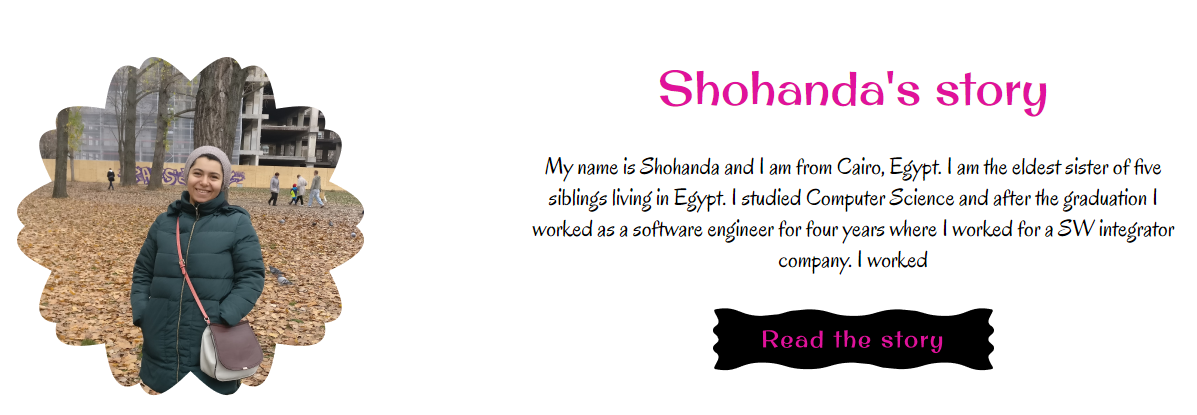 Shohanda's story
My name is Shohanda and I am from Cairo, Egypt. I am the eldest sister of five
siblings living in Egypt. I studied Computer Science and after the graduation I
worked as a software engineer for four years where I worked for a SW integrator
company. I worked
Read the story